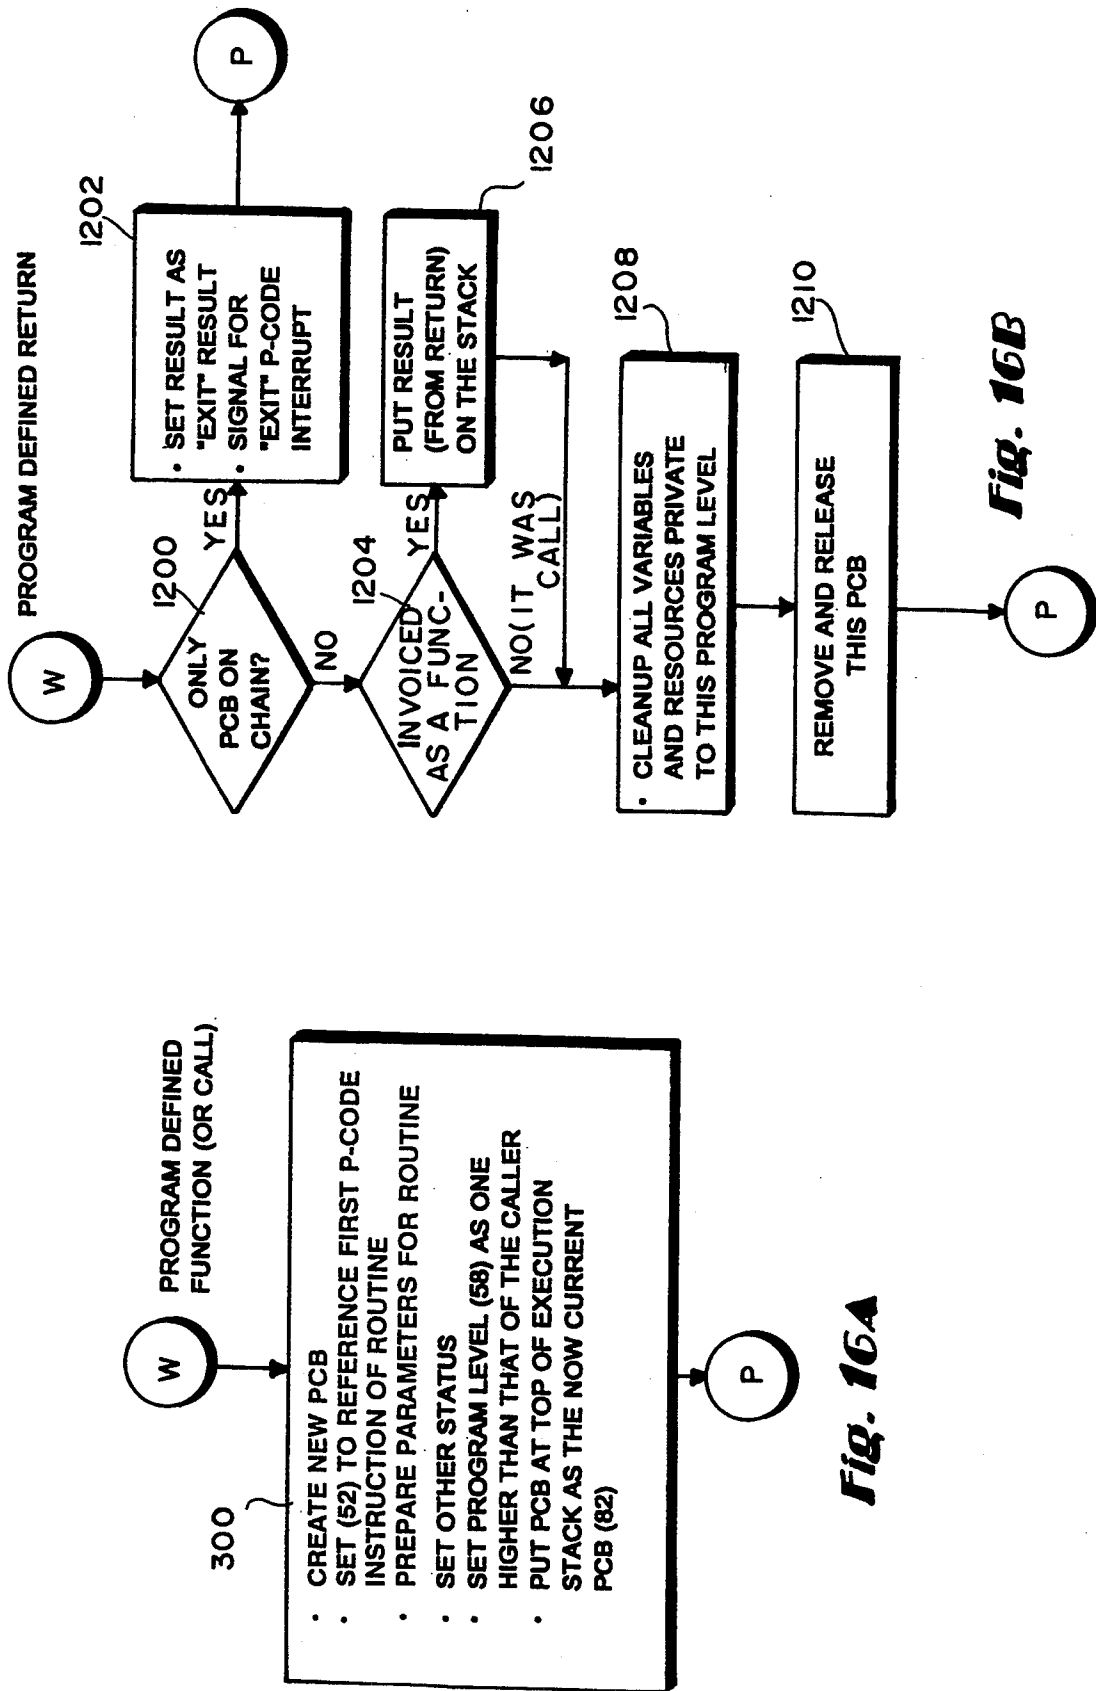 W
PROGRAM DEFINED
FUNCTION (OR CALL)
300
· CREATE NEW PCB
· SET (52) TO REFERENCE FIRST P-CODE
INSTRUCTION OF ROUTINE
· PREPARE PARAMETERS FOR ROUTINE
· SET OTHER STATUS
· SET PROGRAM LEVEL (58) AS ONE
HIGHER THAN THAT OF THE CALLER
· PUT PCB AT TOP OF EXECUTION
STACK AS THE NOW CURRENT
PCB (82)
P
Fig. 16A
W
PROGRAM DEFINED RETURN
1200
ONLY
PCB ON
CHAIN?
YES
1202
· SET RESULT AS
"EXIT" RESULT
· SIGNAL FOR
"EXIT" P-CODE
INTERRUPT
P
NO
1204
INVOICED
AS A FUNC-
TION
YES
1206
PUT RESULT
(FROM RETURN)
ON THE STACK
NO(IT WAS
CALL)
1208
· CLEANUP ALL VARIABLES
AND RESOURCES PRIVATE
TO THIS PROGRAM LEVEL
1210
REMOVE AND RELEASE
THIS PCB
P
Fig. 16B